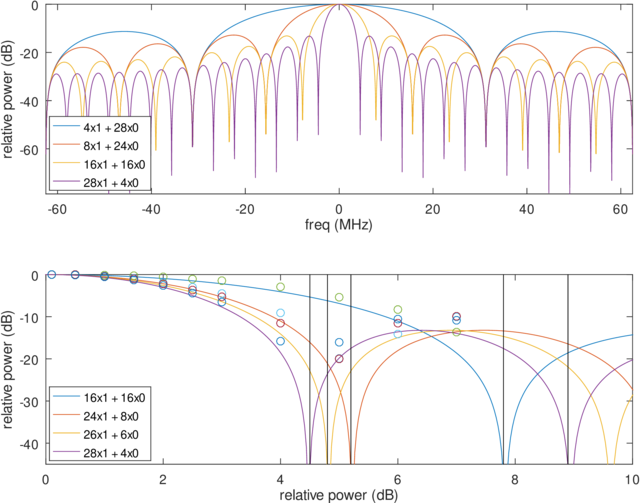 0
-20
-40
-60
relative power (dB)
4x1 + 28x0
8x1 + 24x0
16x1 + 16x0
28x1 + 4x0
-60 -40 -20 0 20 40 60
freq (MHz)
0
-10
-20
-30
-40
relative power (dB)
16x1 + 16x0
24x1 + 8x0
26x1 + 6x0
28x1 + 4x0
0 2 4 6 8 10
relative power (dB)